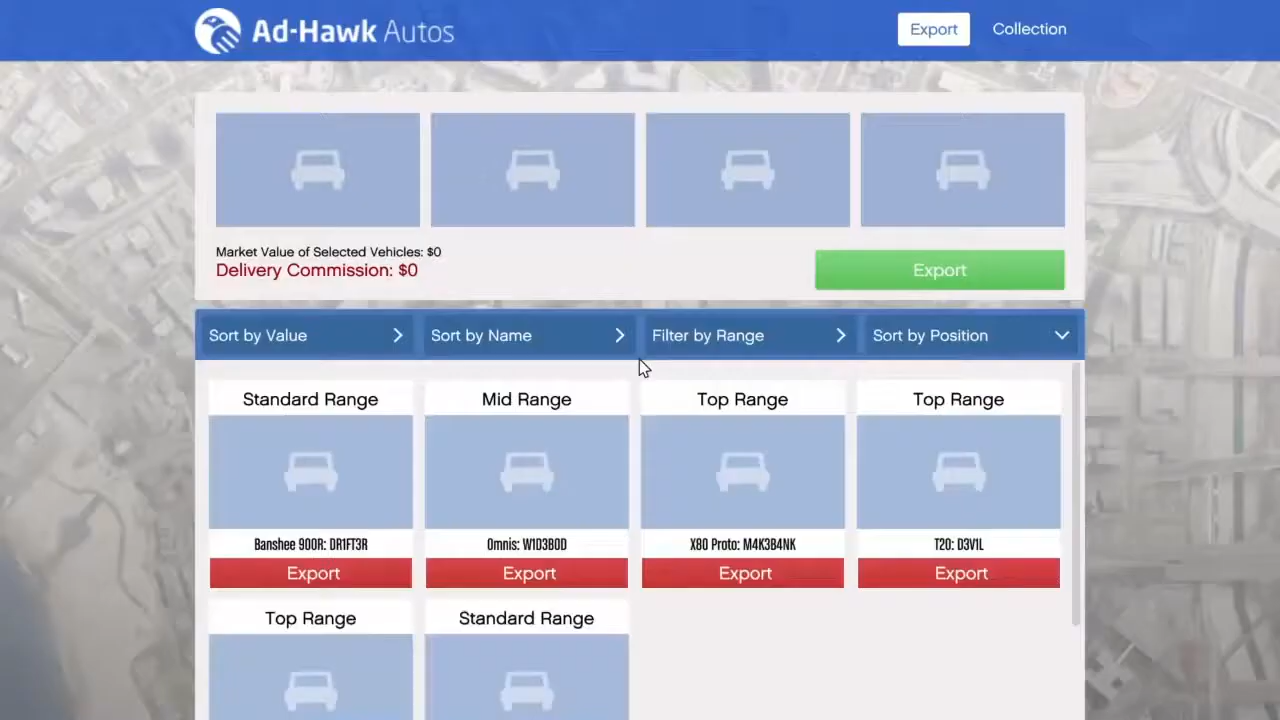 Ad-Hawk Autos
Export
Collection
Market Value of Selected Vehicles: $0
Delivery Commission: $0
Export
Sort by Value
Sort by Name
Filter by Range
Sort by Position
Standard Range
Mid Range
Top Range
Top Range
Banshee 900R: DR1FT3R
Omnis: W1D3BOD
X80 Proto: M4K3B4NK
T20: D3V1L
Export
Export
Export
Export
Top Range
Standard Range